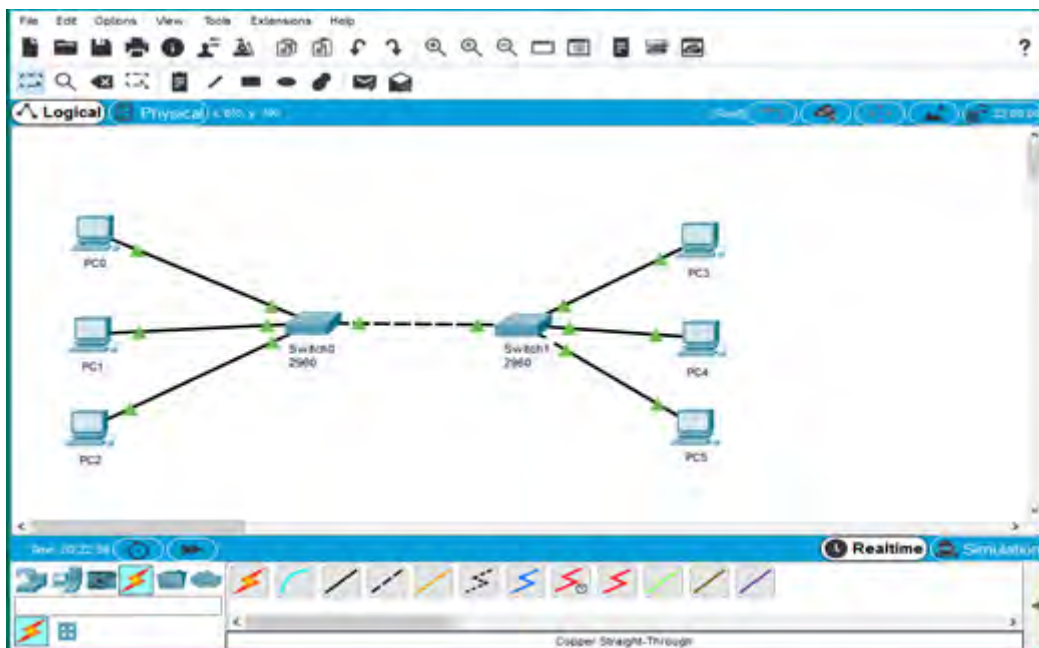 File Edit Options View Tools Extensions Help
?
Logical Physical
PC0
PC1
PC2
Switch0
2960
Switch1
2960
PC3
PC4
PC5
Realtime Simulation
Copper Straight-Through